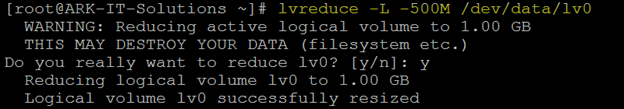 [root@ARK-IT-Solutions ~]# lvreduce -L -500M /dev/data/lv0
WARNING: Reducing active logical volume to 1.00 GB
THIS MAY DESTROY YOUR DATA (filesystem etc.)
Do you really want to reduce lv0? [y/n]: y
Reducing logical volume lv0 to 1.00 GB
Logical volume lv0 successfully resized